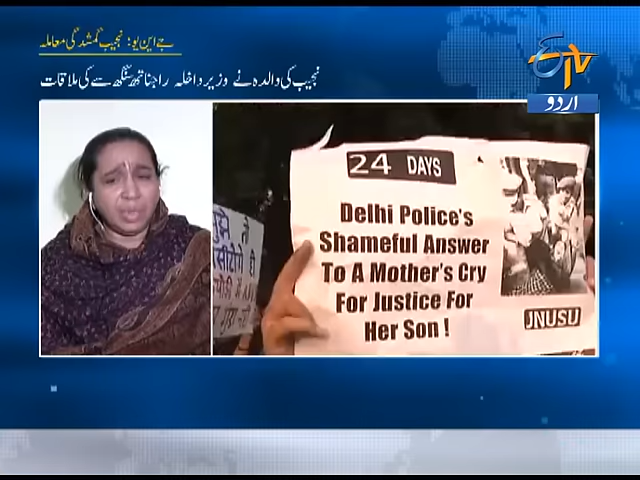 جے این یو: نجیب گمشدگی معاملہ
نجیب کی والدہ نے وزیر داخلہ راجناتھ سنگھ سے کی ملاقات
ETV
اردو
24 DAYS
Delhi Police's
Shameful Answer
To A Mother's Cry
For Justice For
Her Son !
JNUSU